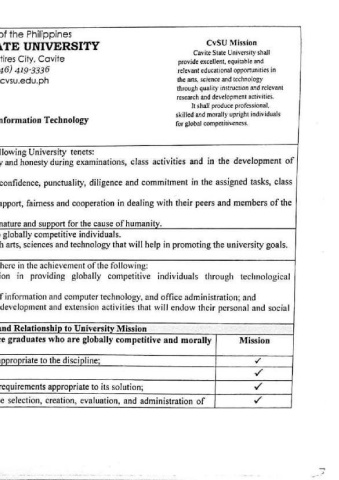 of the Philippines
ATE UNIVERSITY
tires City, Cavite
46) 419-3336
cvsu.edu.ph
nformation Technology
CvSU Mission
Cavite State University shall
provide excellent, equitable and
relevant educational opportunities in
the arts, science and technology
through quality instruction and relevant
research and development activities.
It shall produce professional,
skilled and morally upright individuals
for global competitiveness.
llowing University tenets:
y and honesty during examinations, class activities and in the development of
confidence, punctuality, diligence and commitment in the assigned tasks, class
apport, fairness and cooperation in dealing with their peers and members of the
nature and support for the cause of humanity.
globally competitive individuals.
h arts, sciences and technology that will help in promoting the university goals.
here in the achievement of the following:
ion in providing globally competitive individuals through technological
f information and computer technology, and office administration; and
development and extension activities that will endow their personal and social
and Relationship to University Mission
re graduates who are globally competitive and morally Mission
appropriate to the discipline; ✓
✓
requirements appropriate to its solution; ✓
e selection, creation, evaluation, and administration of ✓